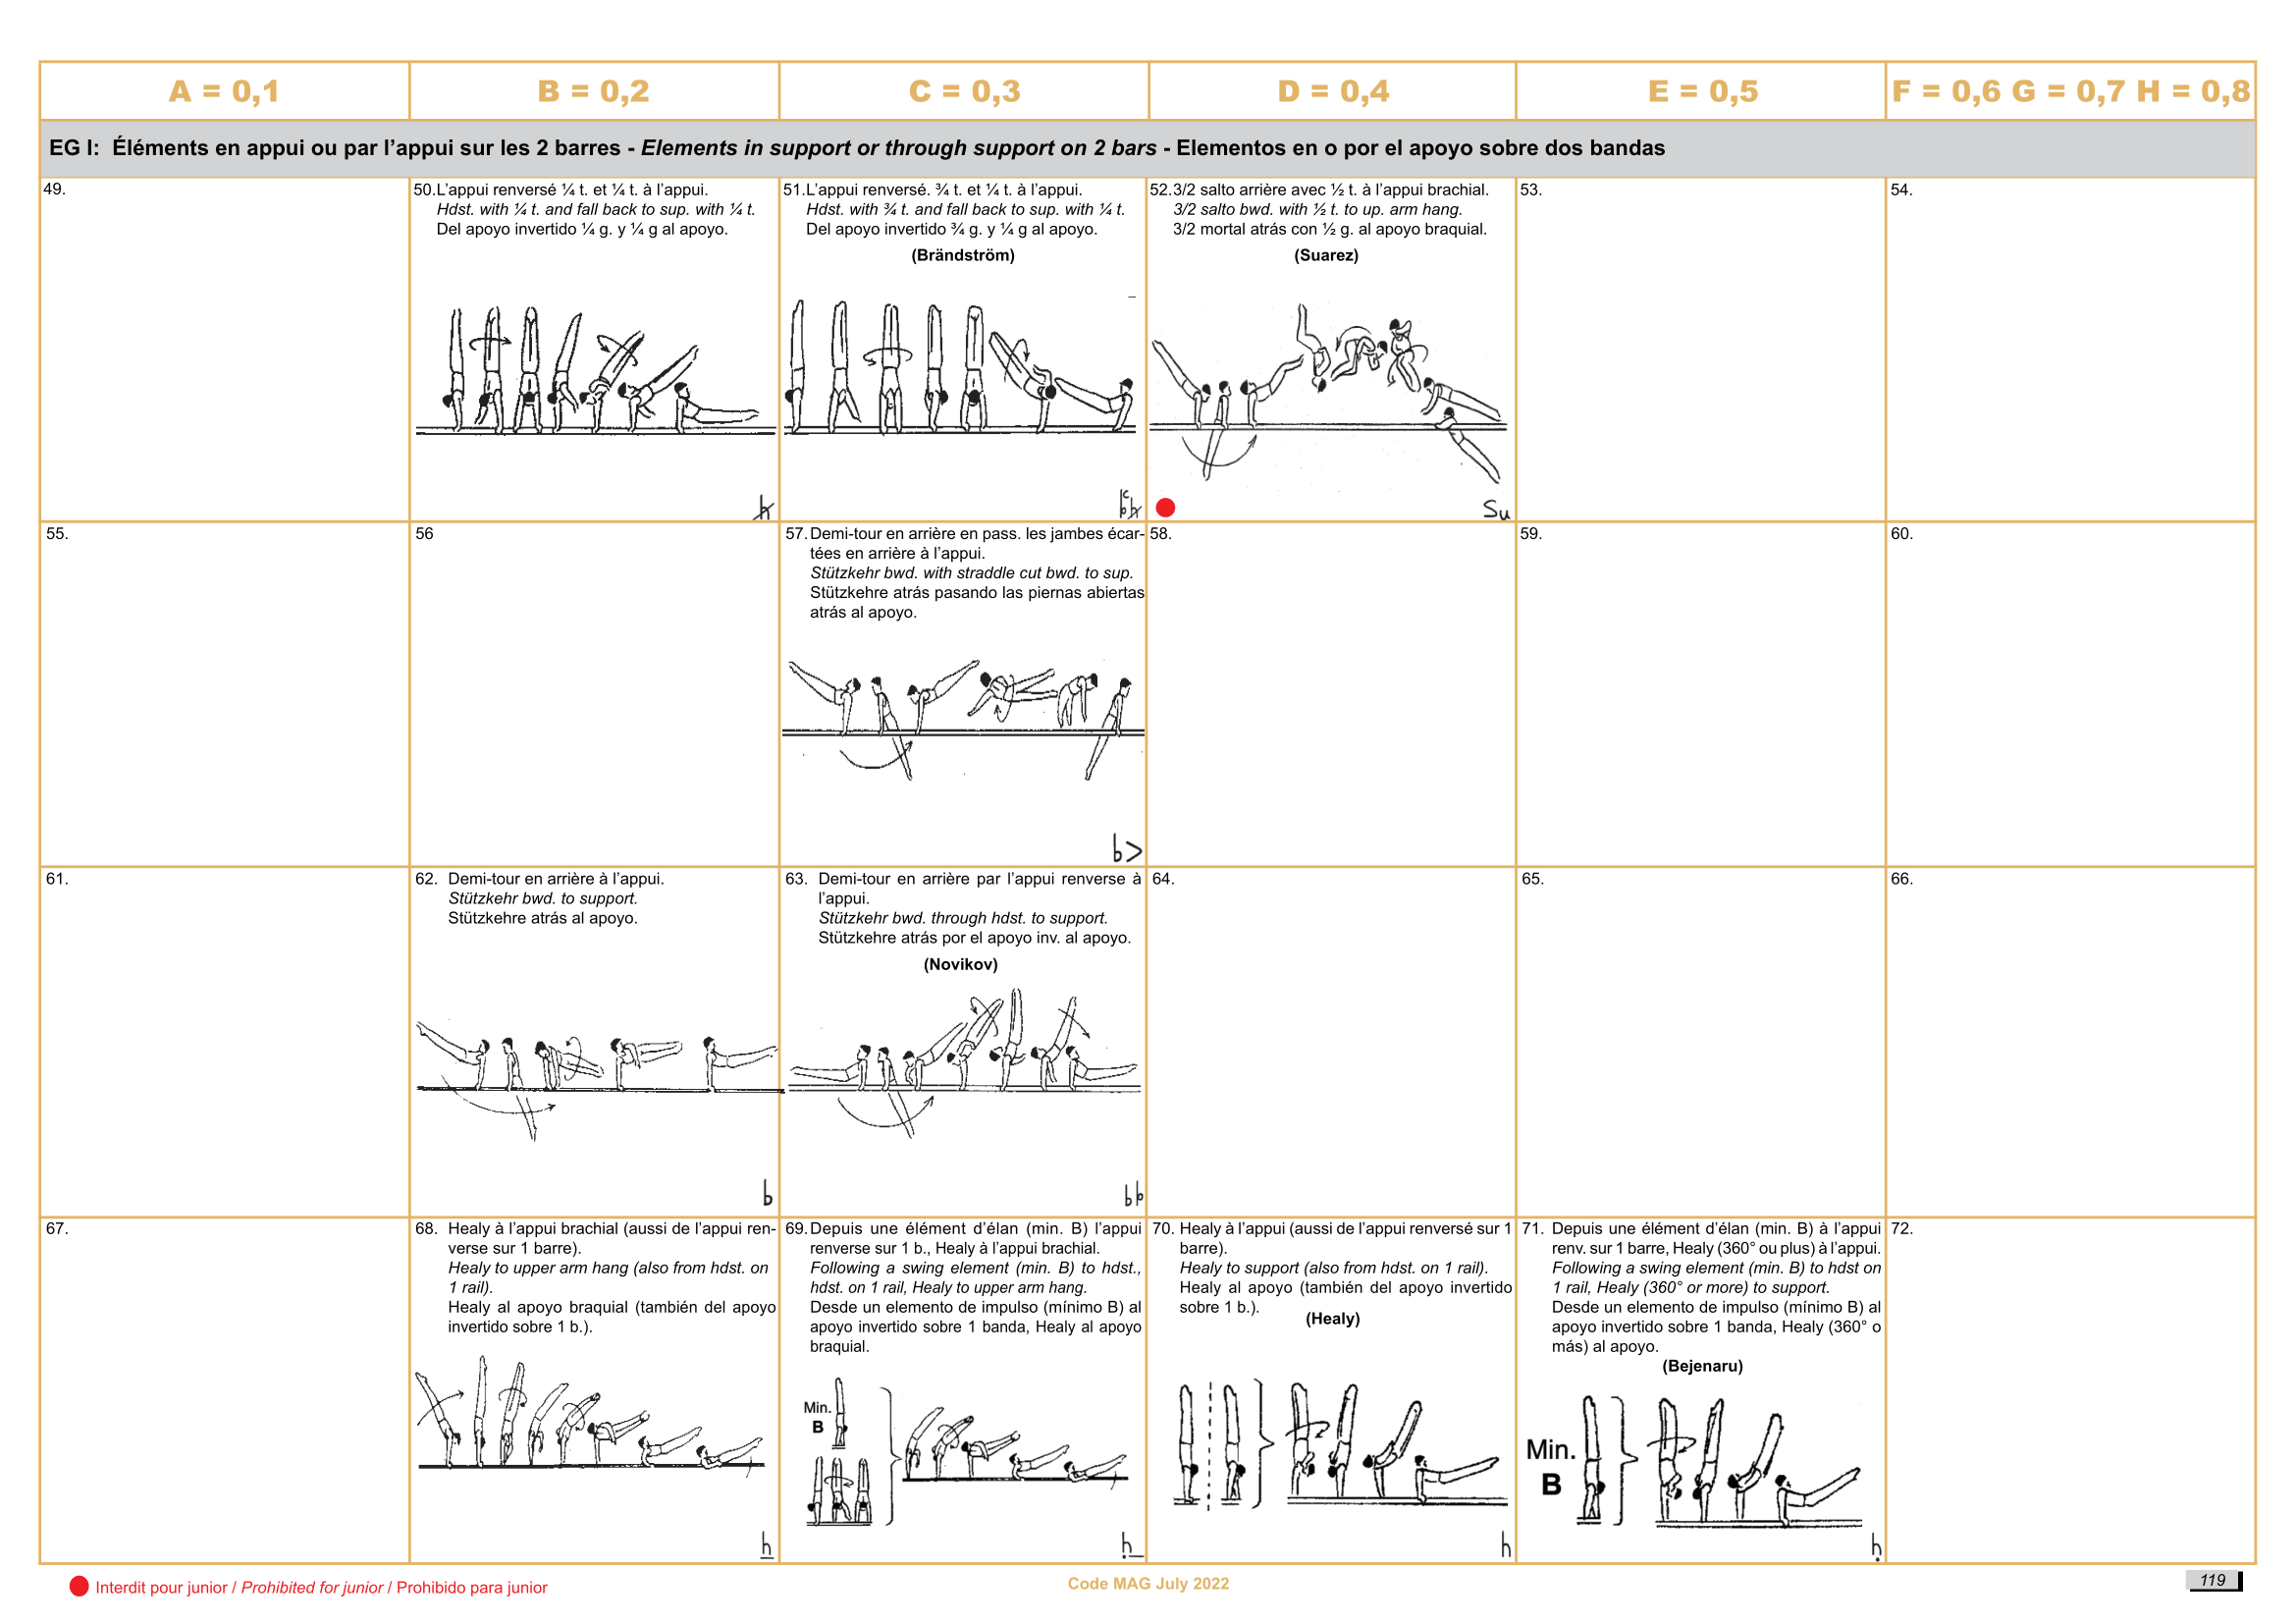 A = 0,1
B = 0,2
C = 0,3
D = 0,4
E = 0,5
F = 0,6 G = 0,7 H = 0,8
EG I: Éléments en appui ou par l’appui sur les 2 barres - Elements in support or through support on 2 bars - Elementos en o por el apoyo sobre dos bandas
49.
50.L’appui renversé ¼ t. et ¼ t. à l’appui.
Hdst. with ¼ t. and fall back to sup. with ¼ t.
Del apoyo invertido ¼ g. y ¼ g al apoyo.
51.L’appui renversé. ¾ t. et ¼ t. à l’appui.
Hdst. with ¾ t. and fall back to sup. with ¼ t.
Del apoyo invertido ¾ g. y ¼ g al apoyo.
(Brändström)
52.3/2 salto arrière avec ½ t. à l’appui brachial.
3/2 salto bwd. with ½ t. to up. arm hang.
3/2 mortal atrás con ½ g. al apoyo braquial.
(Suarez)
Su
53.
54.
55.
56
57.Demi-tour en arrière en pass. les jambes écar-
tées en arrière à l’appui.
Stützkehr bwd. with straddle cut bwd. to sup.
Stützkehre atrás pasando las piernas abiertas
atrás al apoyo.
b>
58.
59.
60.
61.
62. Demi-tour en arrière à l’appui.
Stützkehr bwd. to support.
Stützkehre atrás al apoyo.
b
63. Demi-tour en arrière par l’appui renverse à
l’appui.
Stützkehr bwd. through hdst. to support.
Stützkehre atrás por el apoyo inv. al apoyo.
(Novikov)
64.
65.
66.
67.
68. Healy à l’appui brachial (aussi de l’appui ren-
verse sur 1 barre).
Healy to upper arm hang (also from hdst. on
1 rail).
Healy al apoyo braquial (también del apoyo
invertido sobre 1 b.).
h
69.Depuis une élément d’élan (min. B) l’appui
renverse sur 1 b., Healy à l’appui brachial.
Following a swing element (min. B) to hdst.,
hdst. on 1 rail, Healy to upper arm hang.
Desde un elemento de impulso (mínimo B) al
apoyo invertido sobre 1 banda, Healy al apoyo
braquial.
Min.
B
70. Healy à l’appui (aussi de l’appui renversé sur 1
barre).
Healy to support (also from hdst. on 1 rail).
Healy al apoyo (también del apoyo invertido
sobre 1 b.).
(Healy)
h
71. Depuis une élément d’élan (min. B) à l’appui
renv. sur 1 barre, Healy (360° ou plus) à l’appui.
Following a swing element (min. B) to hdst on
1 rail, Healy (360° or more) to support.
Desde un elemento de impulso (mínimo B) al
apoyo invertido sobre 1 banda, Healy (360° o
más) al apoyo.
(Bejenaru)
Min.
B
72.
Interdit pour junior / Prohibited for junior / Prohibido para junior
Code MAG July 2022
119